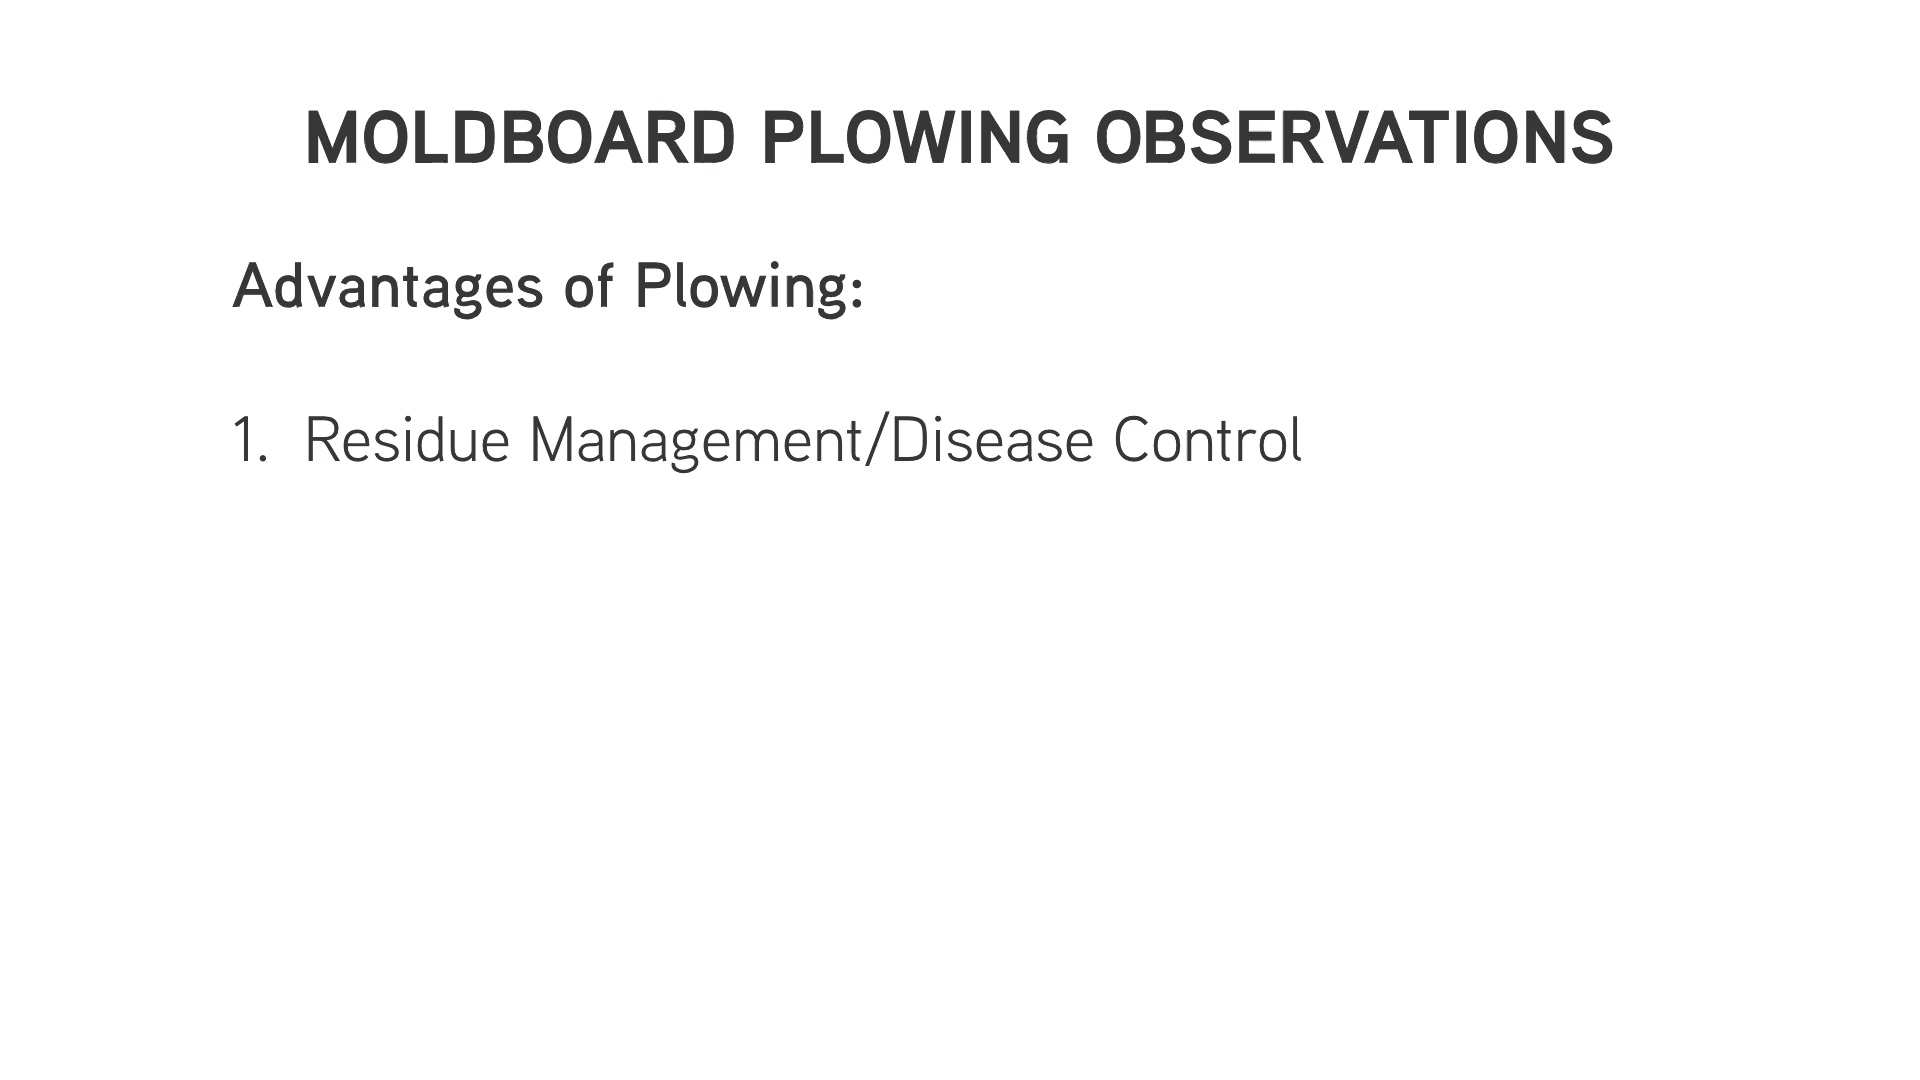 MOLDBOARD PLOWING OBSERVATIONS
Advantages of Plowing:
1. Residue Management/Disease Control